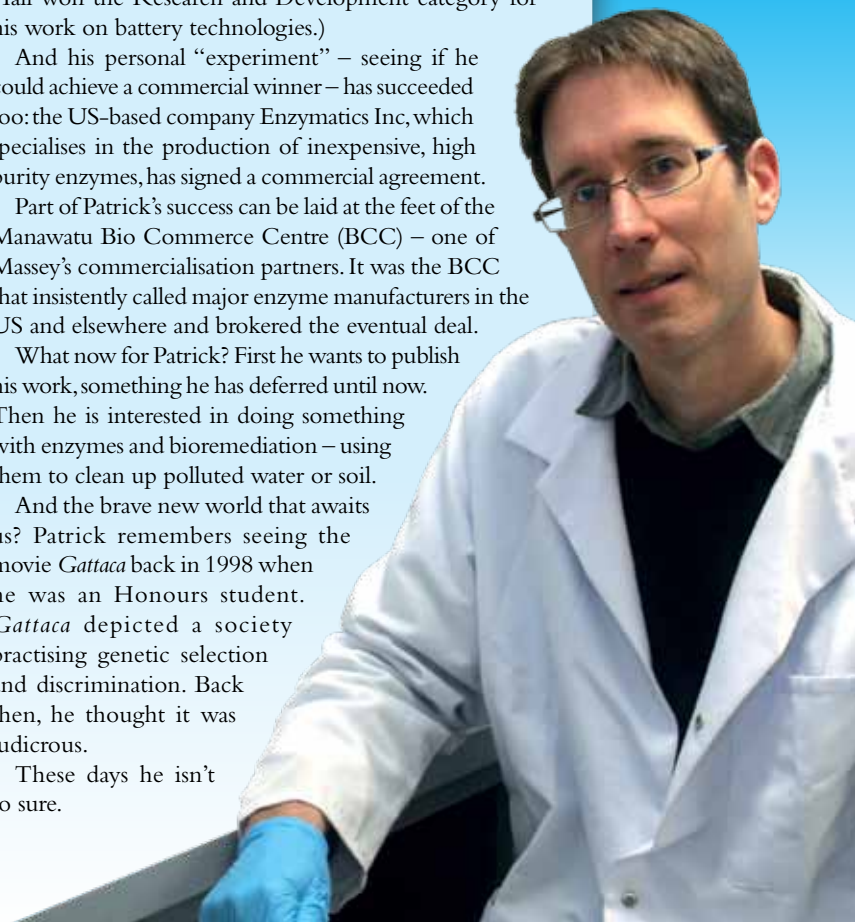 Hall won the Research and Development category for
his work on battery technologies.)
And his personal “experiment” – seeing if he
could achieve a commercial winner – has succeeded
too: the US-based company Enzymatics Inc, which
specialises in the production of inexpensive, high
purity enzymes, has signed a commercial agreement.
Part of Patrick’s success can be laid at the feet of the
Manawatu Bio Commerce Centre (BCC) – one of
Massey’s commercialisation partners. It was the BCC
that insistently called major enzyme manufacturers in the
US and elsewhere and brokered the eventual deal.
What now for Patrick? First he wants to publish
his work, something he has deferred until now.
Then he is interested in doing something
with enzymes and bioremediation – using
them to clean up polluted water or soil.
And the brave new world that awaits
us? Patrick remembers seeing the
movie Gattaca back in 1998 when
he was an Honours student.
Gattaca depicted a society
practising genetic selection
and discrimination. Back
then, he thought it was
ludicrous.
These days he isn’t
so sure.